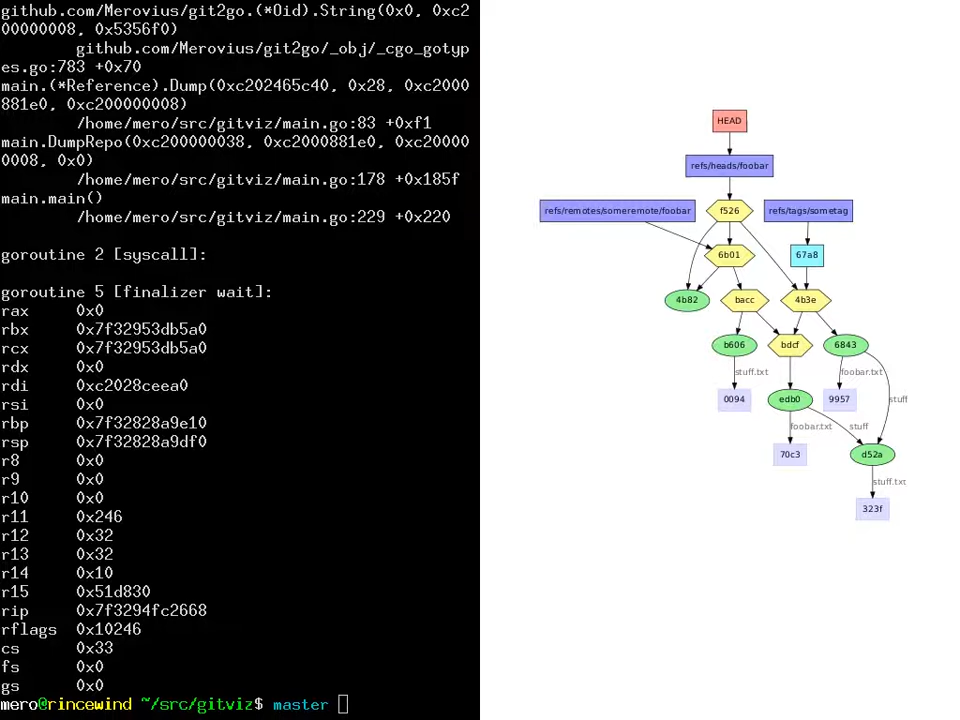 github.com/Merovius/git2go.(*Oid).String(0x0, 0xc2
00000008, 0x5356f0)
github.com/Merovius/git2go/_obj/_cgo_gotyp
es.go:783 +0x70
main.(*Reference).Dump(0xc202465c40, 0x28, 0xc2000
881e0, 0xc200000008)
/home/mero/src/gitviz/main.go:83 +0xf1
main.DumpRepo(0xc200000038, 0xc2000881e0, 0xc20000
0008, 0x0)
/home/mero/src/gitviz/main.go:178 +0x185f
main.main()
/home/mero/src/gitviz/main.go:229 +0x220
goroutine 2 [syscall]:
goroutine 5 [finalizer wait]:
rax 0x0
rbx 0x7f32953db5a0
rcx 0x7f32953db5a0
rdx 0x0
rdi 0xc2028ceea0
rsi 0x0
rbp 0x7f32828a9e10
rsp 0x7f32828a9df0
r8 0x0
r9 0x0
r10 0x0
r11 0x246
r12 0x32
r13 0x32
r14 0x10
r15 0x51d830
rip 0x7f3294fc2668
rflags 0x10246
cs 0x33
fs 0x0
gs 0x0
mero@rincewind ~/src/gitviz$ master
HEAD
refs/heads/foobar
refs/remotes/someremote/foobar
f526
refs/tags/sometag
6b01
67a8
4b82
bacc
4b3e
b606
bdcf
6843
stuff.txt
foobar.txt
0094
edb0
9957
stuff
foobar.txt
stuff
70c3
d52a
stuff.txt
323f